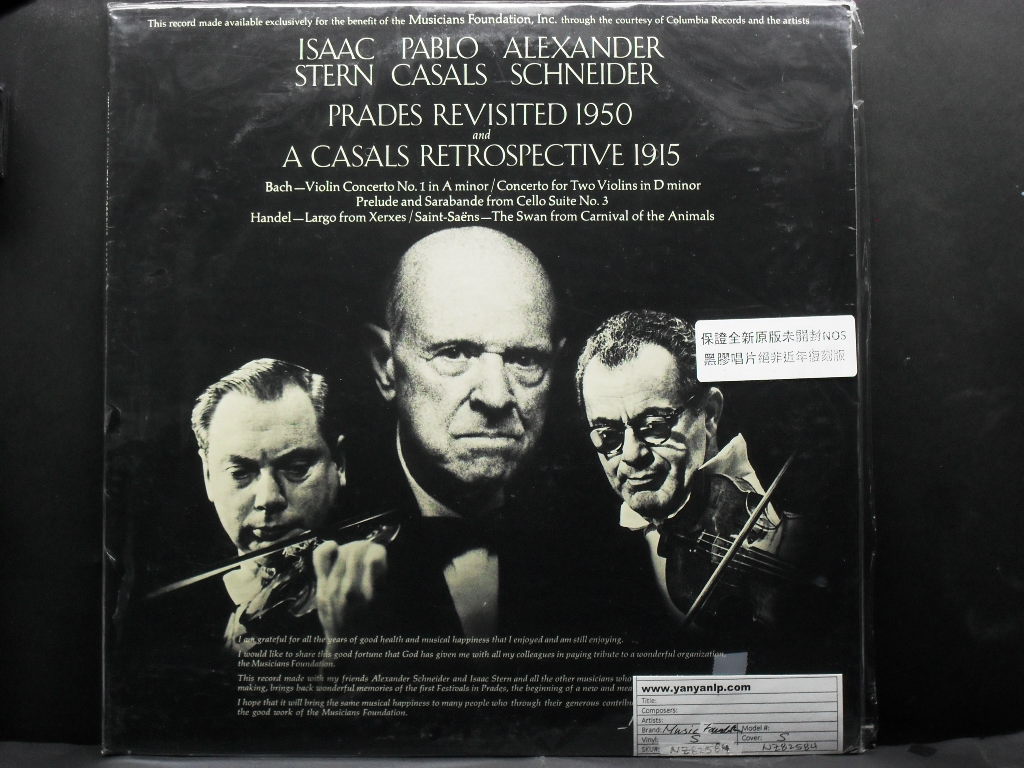 This record made available exclusively for the benefit of the Musicians Foundation, Inc. through the courtesy of Columbia Records and the artists
ISAAC PABLO ALEXANDER
STERN CASALS SCHNEIDER
PRADES REVISITED 1950
and
A CASALS RETROSPECTIVE 1915
Bach—Violin Concerto No. 1 in A minor / Concerto for Two Violins in D minor
Prelude and Sarabande from Cello Suite No. 3
Handel—Largo from Xerxes / Saint-Saëns—The Swan from Carnival of the Animals
保證全新原版未開封NOS
黑膠唱片絕非近年復刻版
I am grateful for all the years of good health and musical happiness that I enjoyed and am still enjoying.
I would like to share this good fortune that God has given me with all my colleagues in paying tribute to a wonderful organization,
the Musicians Foundation.
This record made with my friends Alexander Schneider and Isaac Stern and all the other musicians who
making, brings back wonderful memories of the first Festivals in Prades, the beginning of a new and
I hope that it will bring the same musical happiness to many people who through their generous
the good work of the Musicians Foundation.
www.yanyanlp.com
Title:
Composers:
Artists:
Brand: Music Model #:
Vinyl: S Cover: S
SKU#: NZ82584 NZ82584